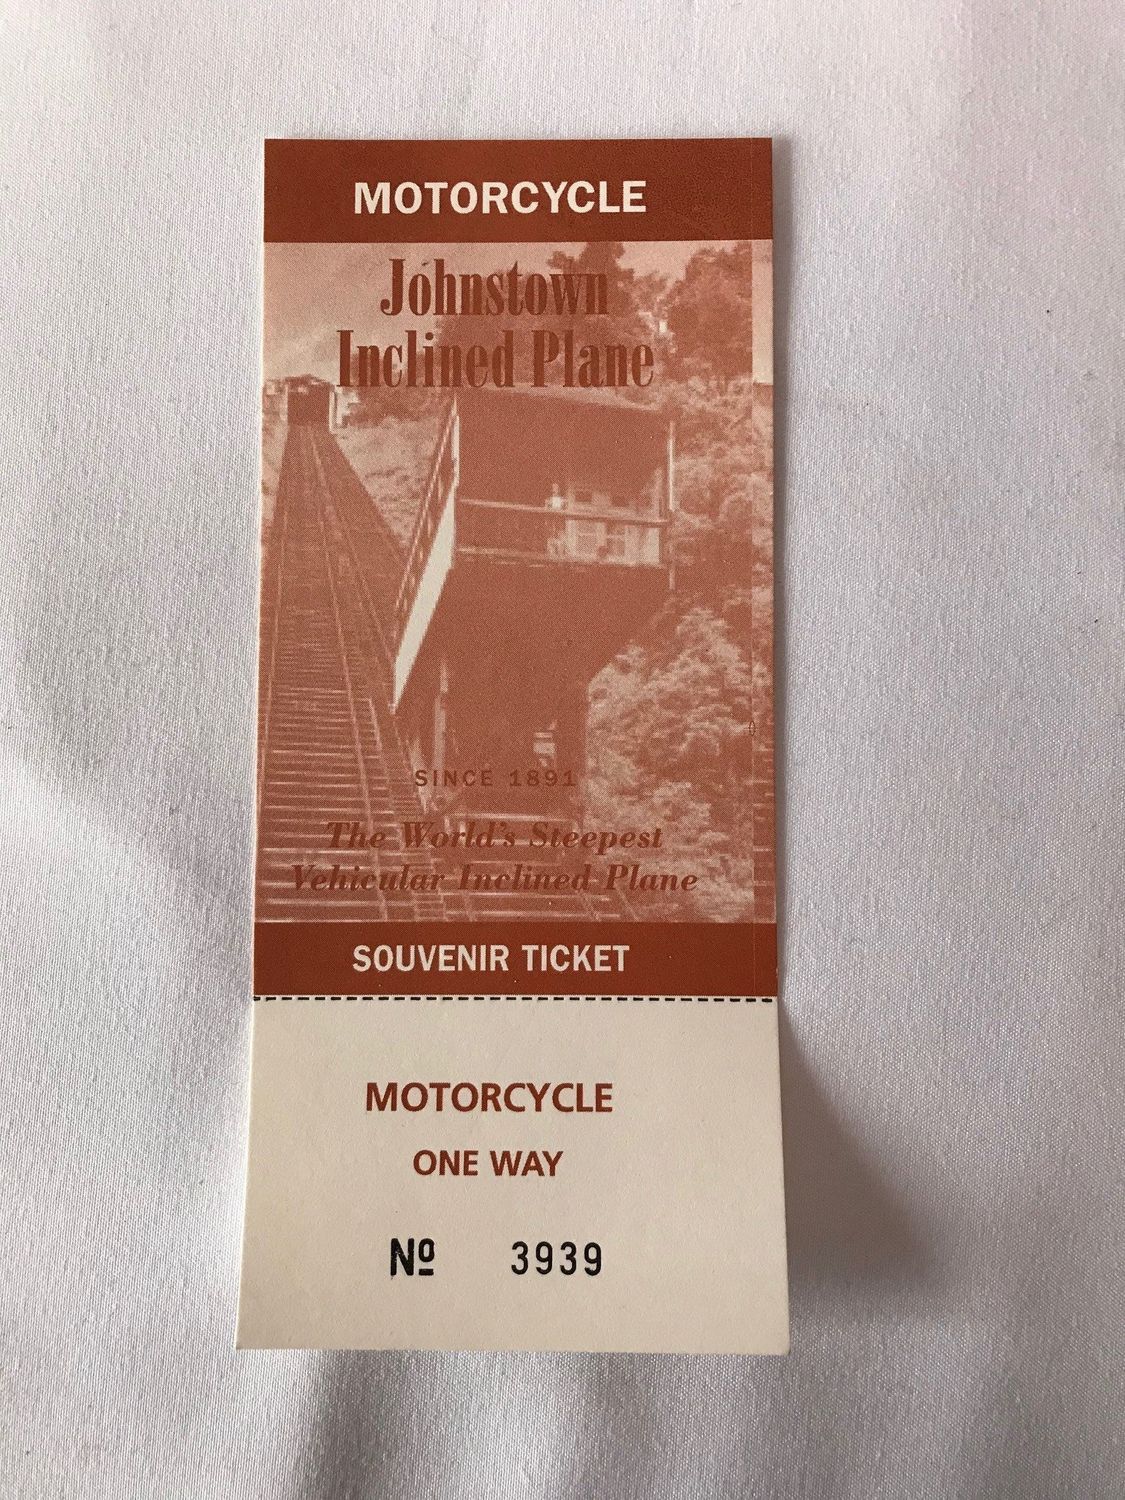 MOTORCYCLE
Johnstown
Inclined Plane
SINCE 1891
The World's Steepest
Vehicular Inclined Plane
SOUVENIR TICKET
MOTORCYCLE
ONE WAY
Nº 3939